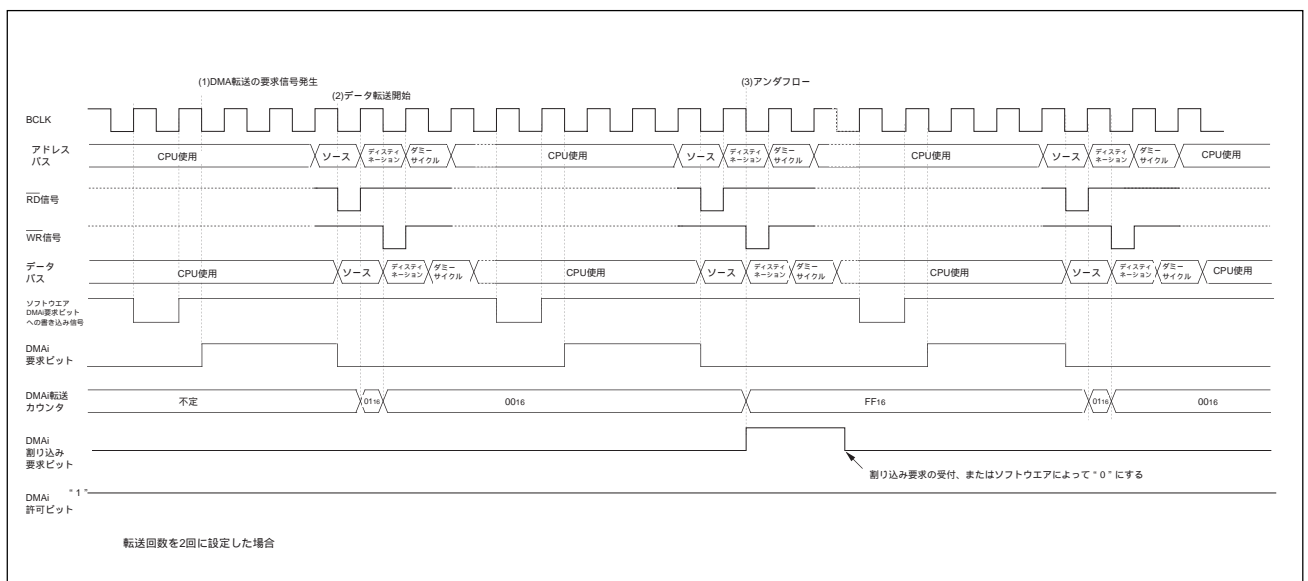 (1)DMA転送の要求信号発生
(2)データ転送開始
(3)アンダフロー
BCLK
アドレス
バス
CPU使用
ソース
ディスティ
ネーション
ダミー
サイクル
CPU使用
ソース
ディスティ
ネーション
ダミー
サイクル
CPU使用
ソース
ディスティ
ネーション
ダミー
サイクル
CPU使用
RD信号
WR信号
データ
バス
CPU使用
ソース
ディスティ
ネーション
ダミー
サイクル
CPU使用
ソース
ディスティ
ネーション
ダミー
サイクル
CPU使用
ソース
ディスティ
ネーション
ダミー
サイクル
CPU使用
ソフトウエア
DMAi要求ビット
への書き込み信号
DMAi
要求ビット
DMAi転送
カウンタ
不定
0116
0016
FF16
0116
0016
DMAi
割り込み
要求ビット
割り込み要求の受付、またはソフトウエアによって“0”にする
DMAi
許可ビット
“1”
転送回数を2回に設定した場合